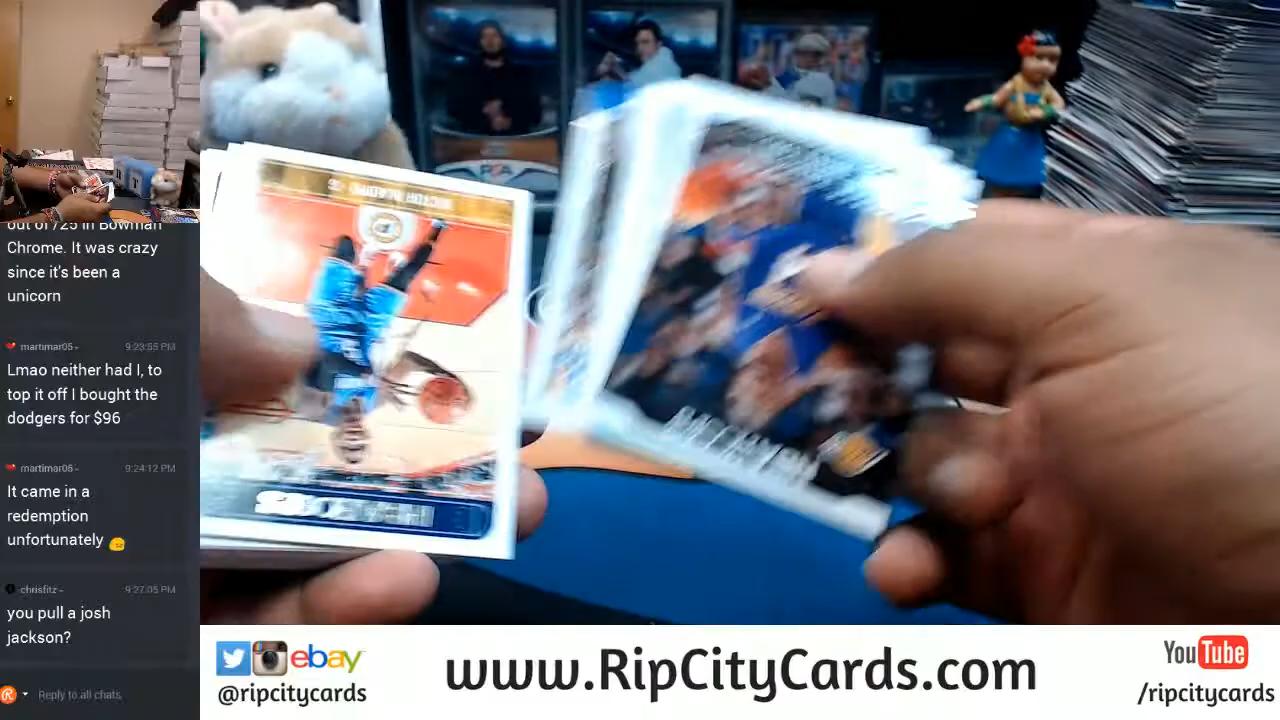 out of /25 in Bowman
Chrome. It was crazy
since it's been a
unicorn
martimar05- 9:23:55 PM
Lmao neither had I, to
top it off I bought the
dodgers for $96
martimar05- 9:24:12 PM
It came in a
redemption
unfortunately
chrisfitz- 9:27:05 PM
you pull a josh
jackson?
Reply to all chats
HOOPS
ebay
@ripcitycards
www.RipCityCards.com
YouTube
/ripcitycards